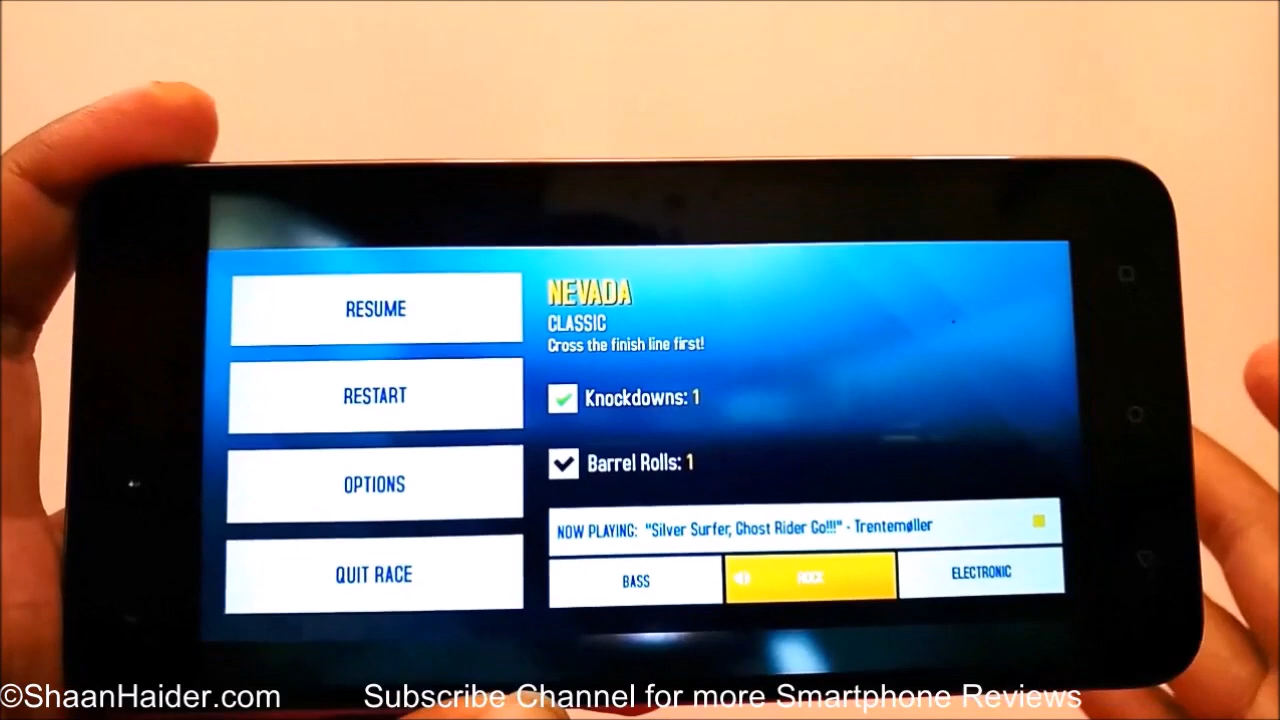 RESUME
RESTART
OPTIONS
QUIT RACE
NEVADA
CLASSIC
Cross the finish line first!
Knockdowns: 1
Barrel Rolls: 1
NOW PLAYING: "Silver Surfer, Ghost Rider Go!!!" - Trentemøller
BASS
ROCK
ELECTRONIC
©ShaanHaider.com
Subscribe Channel for more Smartphone Reviews